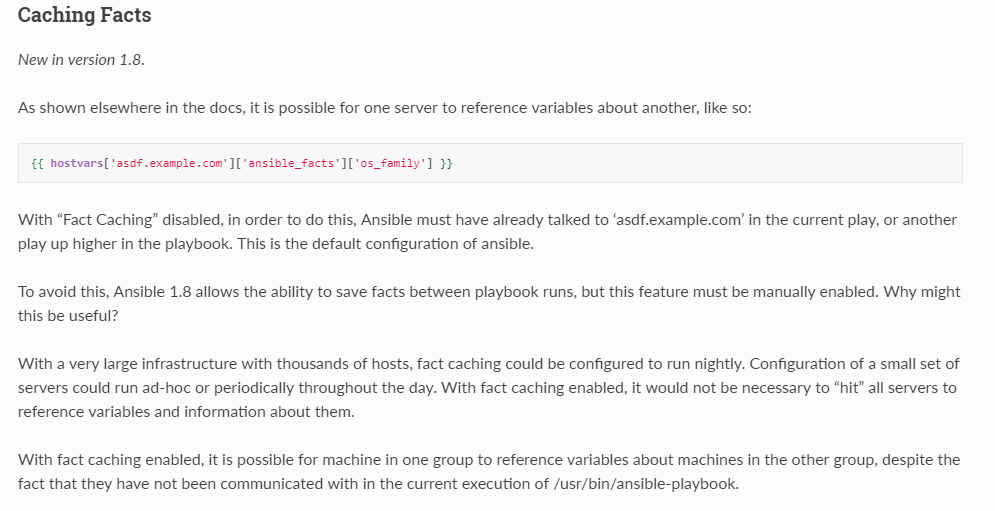 Caching Facts
New in version 1.8.
As shown elsewhere in the docs, it is possible for one server to reference variables about another, like so:
{{ hostvars['asdf.example.com']['ansible_facts']['os_family'] }}
With “Fact Caching” disabled, in order to do this, Ansible must have already talked to ‘asdf.example.com’ in the current play, or another
play up higher in the playbook. This is the default configuration of ansible.
To avoid this, Ansible 1.8 allows the ability to save facts between playbook runs, but this feature must be manually enabled. Why might
this be useful?
With a very large infrastructure with thousands of hosts, fact caching could be configured to run nightly. Configuration of a small set of
servers could run ad-hoc or periodically throughout the day. With fact caching enabled, it would not be necessary to “hit” all servers to
reference variables and information about them.
With fact caching enabled, it is possible for machine in one group to reference variables about machines in the other group, despite the
fact that they have not been communicated with in the current execution of /usr/bin/ansible-playbook.